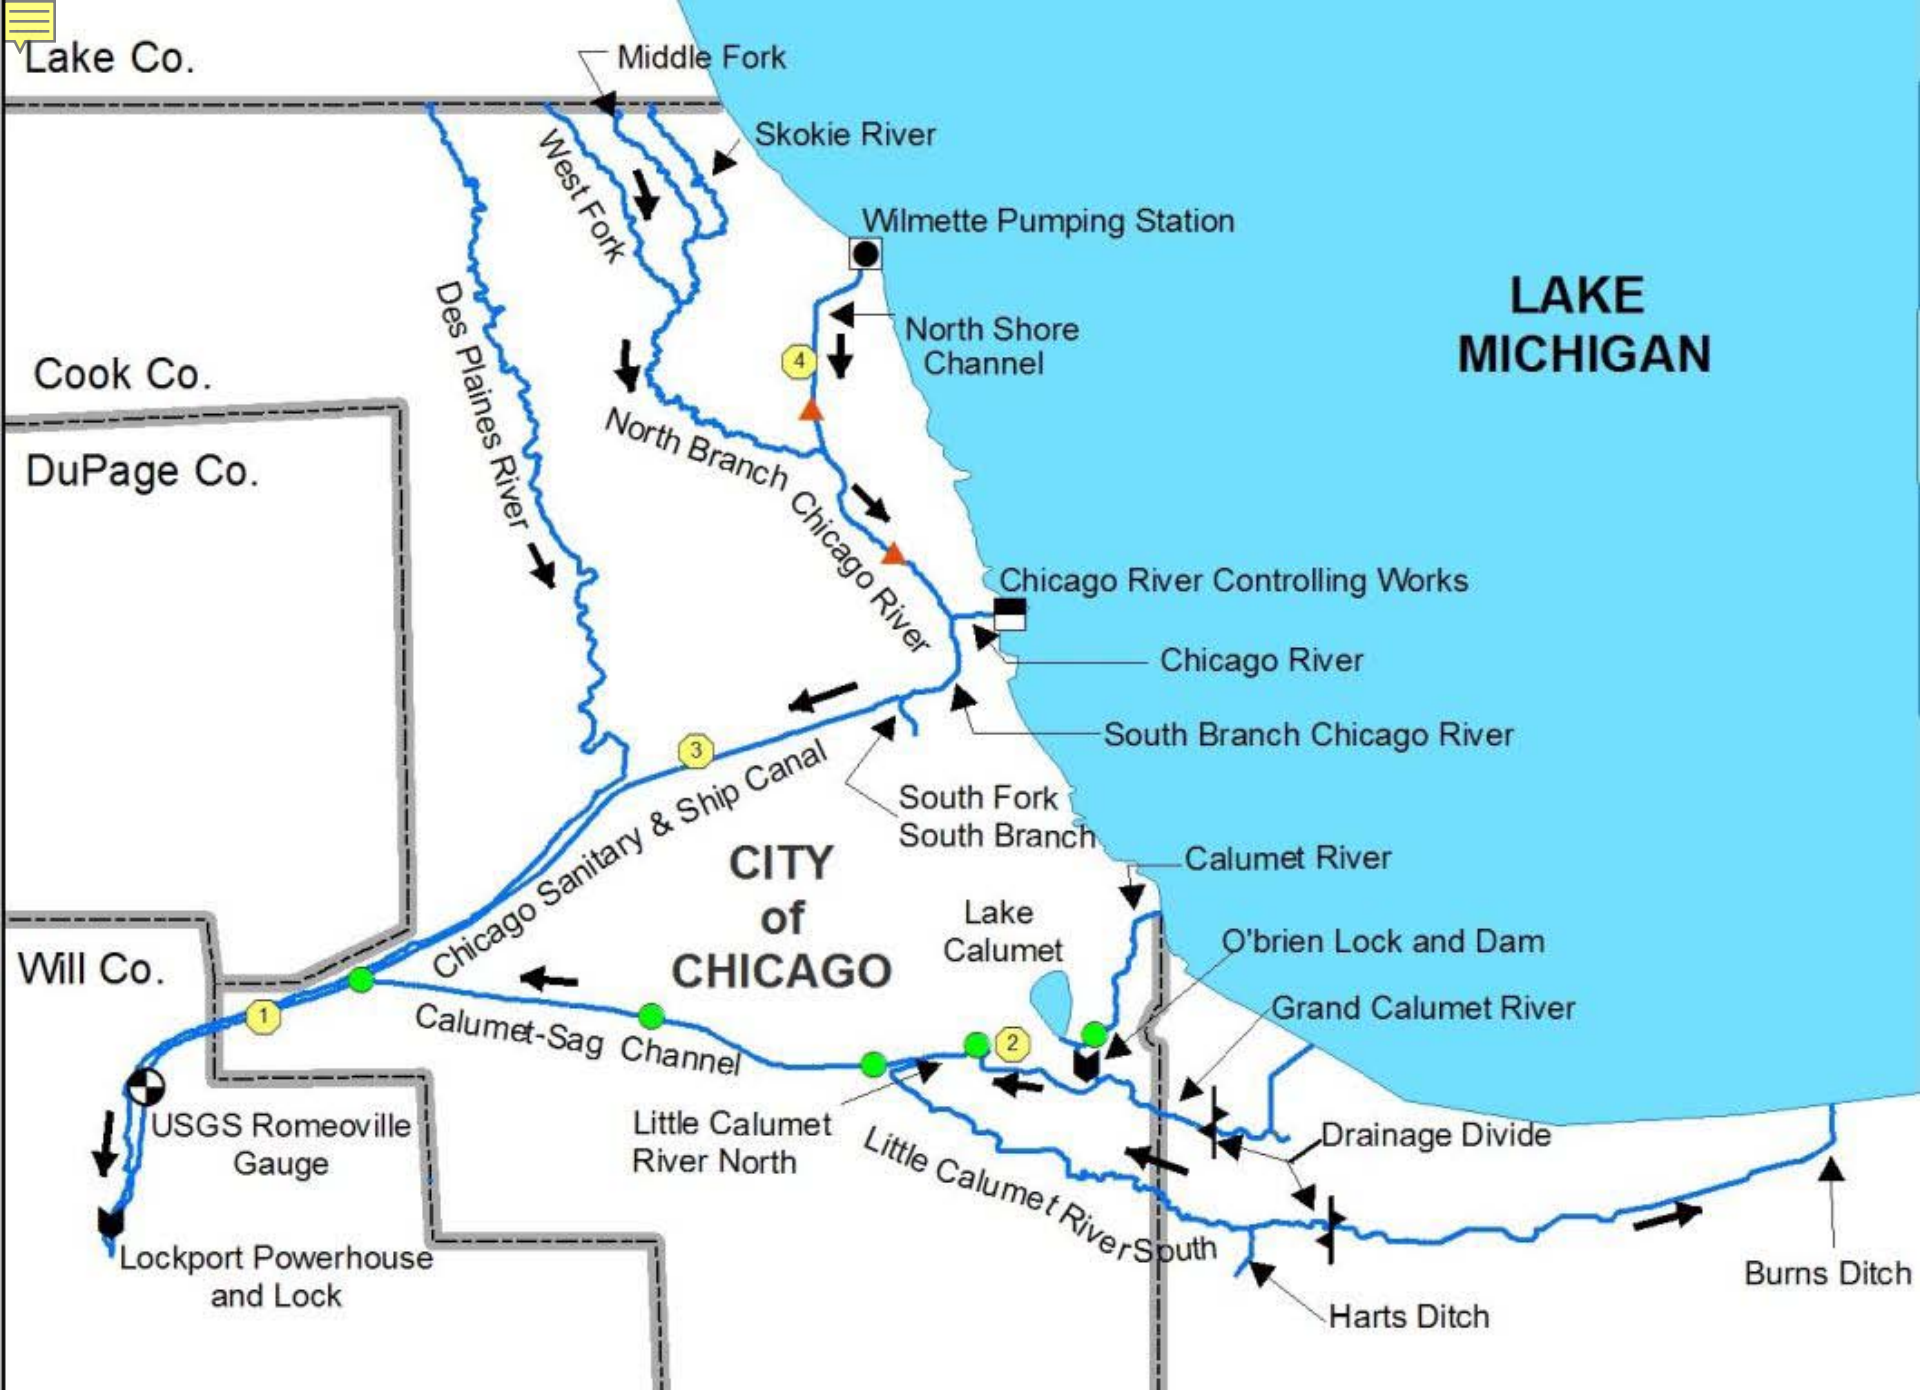 Lake Co.
Middle Fork
Skokie River
West Fork
Wilmette Pumping Station
LAKE
MICHIGAN
Des Plaines River
North Shore
Channel
4
Cook Co.
DuPage Co.
North Branch Chicago River
Chicago River Controlling Works
Chicago River
South Branch Chicago River
3
Chicago Sanitary & Ship Canal
South Fork
South Branch
CITY
of
CHICAGO
Calumet River
Lake
Calumet
O'brien Lock and Dam
Will Co.
Grand Calumet River
1
Calumet-Sag Channel
2
USGS Romeoville
Gauge
Little Calumet
River North
Little Calumet River South
Drainage Divide
Lockport Powerhouse
and Lock
Burns Ditch
Harts Ditch